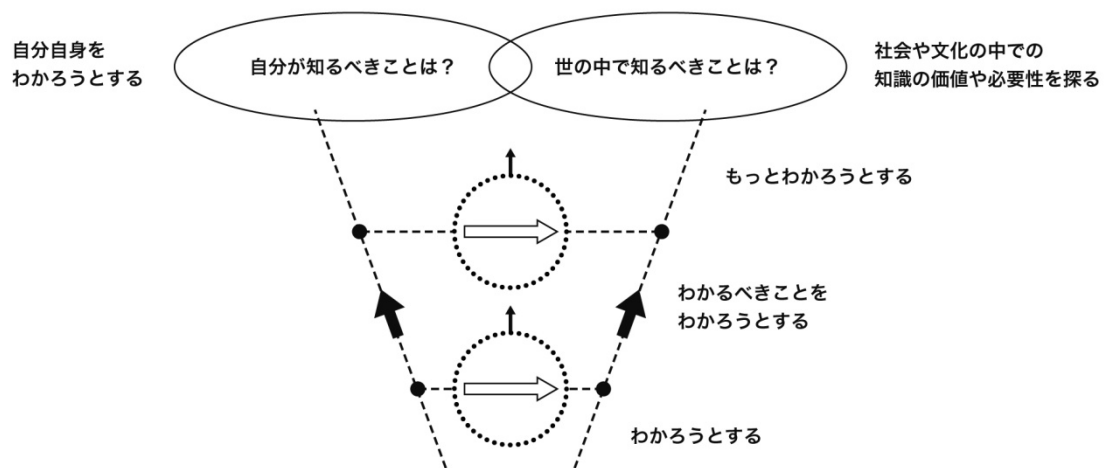 自分自身を
わかろうとする
自分が知るべきことは？
世の中で知るべきことは？
社会や文化の中での
知識の価値や必要性を探る
もっとわかろうとする
わかるべきことを
わかろうとする
わかろうとする